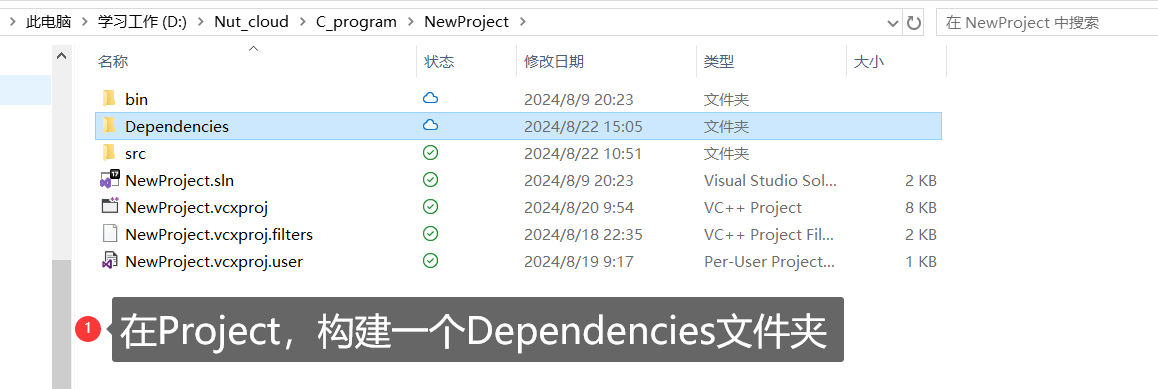 此电脑 > 学习工作 (D:) > Nut_cloud > C_program > NewProject >
在 NewProject 中搜索
名称 状态 修改日期 类型 大小
bin 2024/8/9 20:23 文件夹
Dependencies 2024/8/22 15:05 文件夹
src 2024/8/22 10:51 文件夹
NewProject.sln 2024/8/9 20:23 Visual Studio Sol... 2 KB
NewProject.vcxproj 2024/8/20 9:54 VC++ Project 8 KB
NewProject.vcxproj.filters 2024/8/18 22:35 VC++ Project Fil... 2 KB
NewProject.vcxproj.user 2024/8/19 9:17 Per-User Project... 1 KB
1 在Project，构建一个Dependencies文件夹